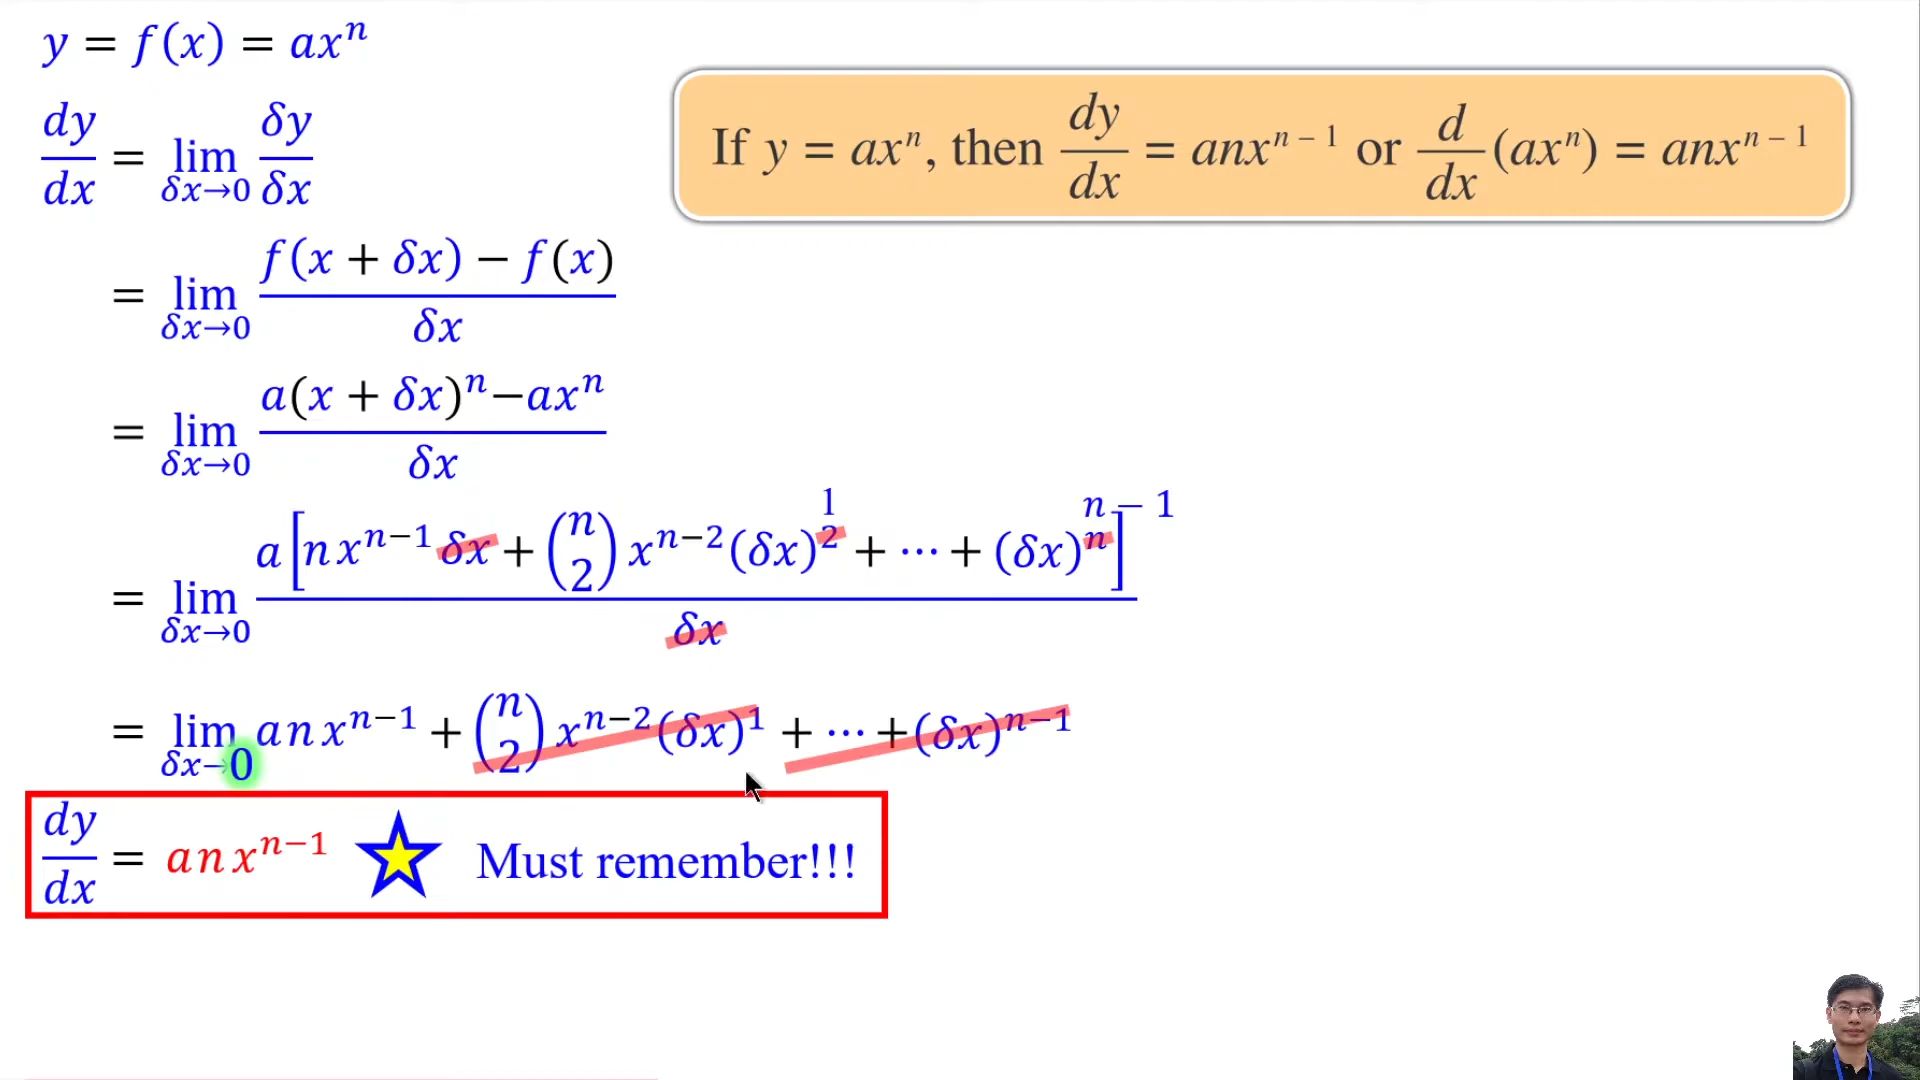 y = f(x) = axⁿ
If y = axⁿ, then dy/dx = anxⁿ⁻¹ or d/dx (axⁿ) = anxⁿ⁻¹
dy/dx = lim δx→0 δy/δx
= lim δx→0 (f(x + δx) − f(x))/δx
= lim δx→0 (a(x + δx)ⁿ−axⁿ)/δx
= lim δx→0 a[nxⁿ⁻¹δx + (n 2) xⁿ⁻²(δx)² 1 + ⋯ + (δx)ⁿ n − 1]/δx
= lim δx→0 anxⁿ⁻¹ + (n 2) xⁿ⁻²(δx)¹ + ⋯ +(δx)ⁿ⁻¹
dy/dx = anxⁿ⁻¹ Must remember!!!